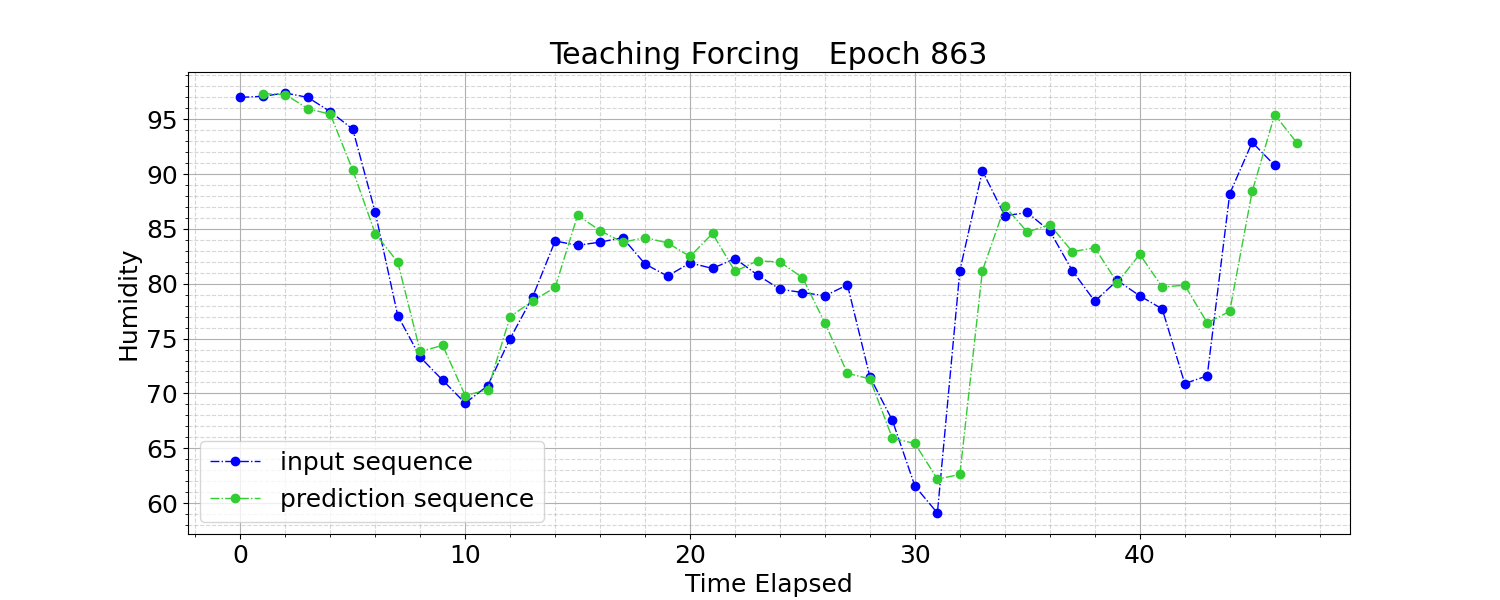 Teaching Forcing   Epoch 863
Humidity
95
90
85
80
75
70
65
60
input sequence
prediction sequence
0 10 20 30 40
Time Elapsed